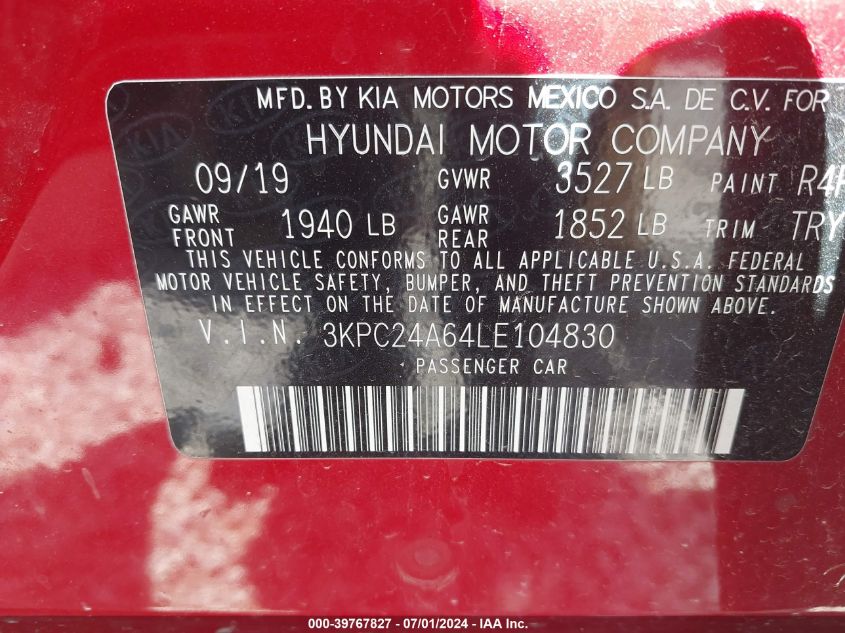 MFD. BY KIA MOTORS MEXICO S.A. DE C.V. FOR
HYUNDAI MOTOR COMPANY
09/19 GVWR 3527 LB PAINT
GAWR FRONT 1940 LB GAWR REAR 1852 LB TRIM TRY
THIS VEHICLE CONFORMS TO ALL APPLICABLE U.S.A. FEDERAL
MOTOR VEHICLE SAFETY, BUMPER, AND THEFT PREVENTION STANDARDS
IN EFFECT ON THE DATE OF MANUFACTURE SHOWN ABOVE.
V.I.N. 3KPC24A64LE104830
PASSENGER CAR
000-39767827 - 07/01/2024 - IAA Inc.